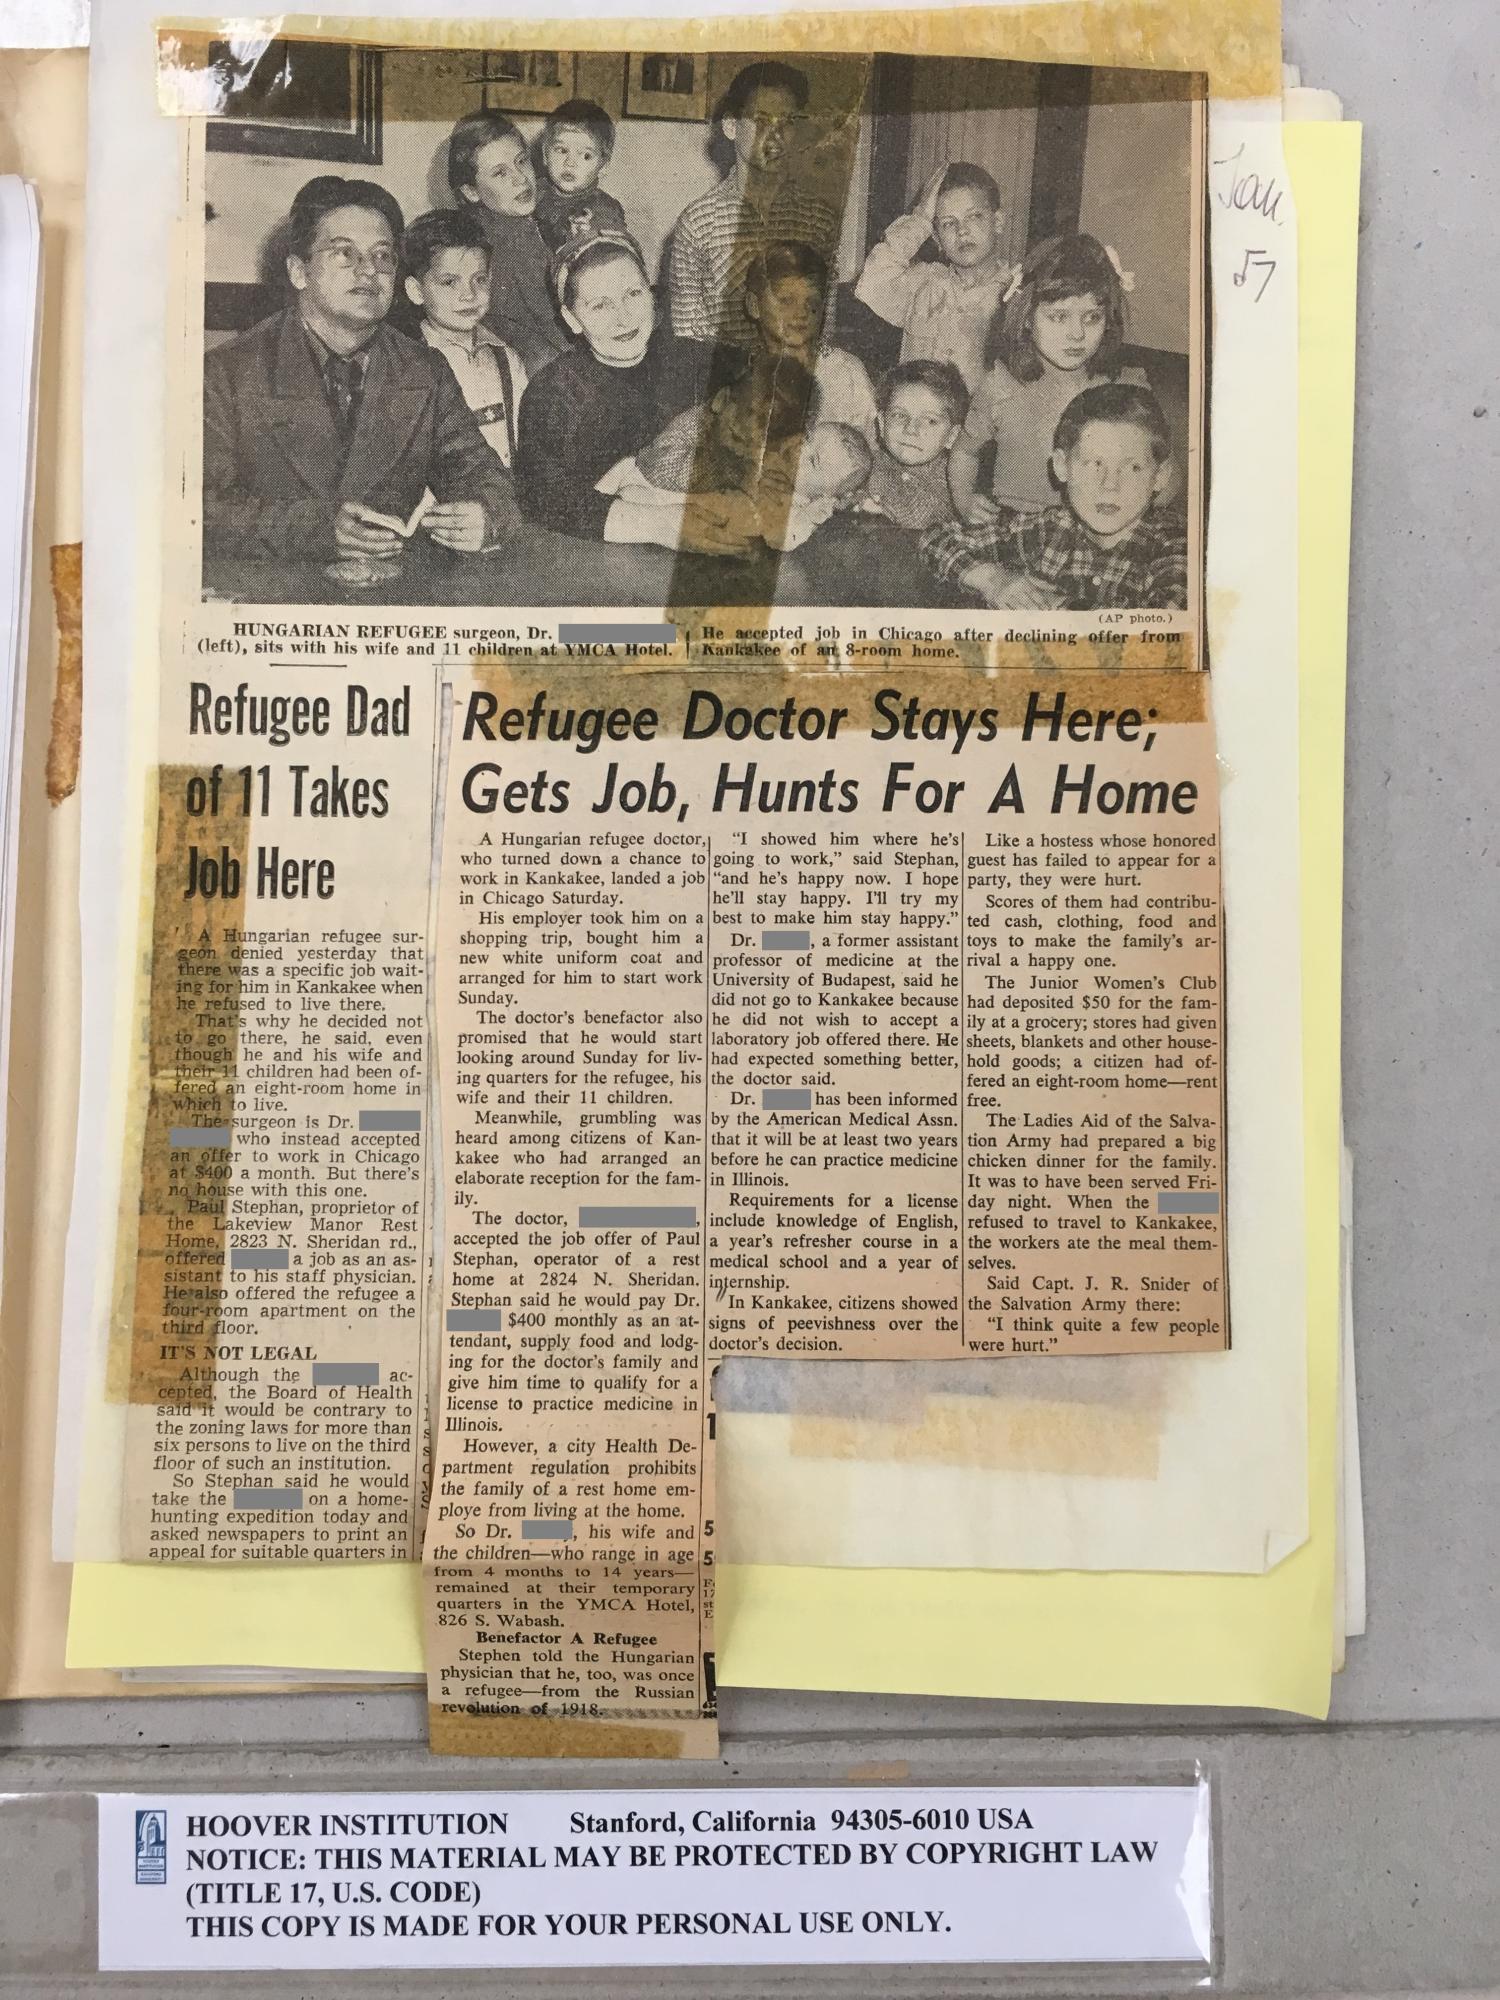 Jan.
57
(AP photo.)
HUNGARIAN REFUGEE surgeon, Dr.
(left), sits with his wife and 11 children at YMCA Hotel.
He accepted job in Chicago after declining offer from
Kankakee of an 8-room home.
Refugee Dad
of 11 Takes
Job Here
A Hungarian refugee sur-
geon denied yesterday that
there was a specific job wait-
ing for him in Kankakee when
he refused to live there.
That's why he decided not
to go there, he said, even
though he and his wife and
their 11 children had been of-
fered an eight-room home in
which to live.
The surgeon is Dr.
who instead accepted
an offer to work in Chicago
at $400 a month. But there's
no house with this one.
Paul Stephan, proprietor of
the Lakeview Manor Rest
Home, 2823 N. Sheridan rd.,
offered a job as an as-
sistant to his staff physician.
He also offered the refugee a
four-room apartment on the
third floor.
IT'S NOT LEGAL
Although the ac-
cepted, the Board of Health
said it would be contrary to
the zoning laws for more than
six persons to live on the third
floor of such an institution.
So Stephan said he would
take the on a home-
hunting expedition today and
asked newspapers to print an
appeal for suitable quarters in
Refugee Doctor Stays Here;
Gets Job, Hunts For A Home
A Hungarian refugee doctor,
who turned down a chance to
work in Kankakee, landed a job
in Chicago Saturday.
His employer took him on a
shopping trip, bought him a
new white uniform coat and
arranged for him to start work
Sunday.
The doctor's benefactor also
promised that he would start
looking around Sunday for liv-
ing quarters for the refugee, his
wife and their 11 children.
Meanwhile, grumbling was
heard among citizens of Kan-
kakee who had arranged an
elaborate reception for the fam-
ily.
The doctor, ,
accepted the job offer of Paul
Stephan, operator of a rest
home at 2824 N. Sheridan.
Stephan said he would pay Dr.
$400 monthly as an at-
tendant, supply food and lodg-
ing for the doctor's family and
give him time to qualify for a
license to practice medicine in
Illinois.
However, a city Health De-
partment regulation prohibits
the family of a rest home em-
ploye from living at the home.
So Dr. , his wife and
the children—who range in age
from 4 months to 14 years—
remained at their temporary
quarters in the YMCA Hotel,
826 S. Wabash.
Benefactor A Refugee
Stephen told the Hungarian
physician that he, too, was once
a refugee—from the Russian
revolution of 1918.
"I showed him where he's
going to work," said Stephan,
"and he's happy now. I hope
he'll stay happy. I'll try my
best to make him stay happy."
Dr. , a former assistant
professor of medicine at the
University of Budapest, said he
did not go to Kankakee because
he did not wish to accept a
laboratory job offered there. He
had expected something better,
the doctor said.
Dr. has been informed
by the American Medical Assn.
that it will be at least two years
before he can practice medicine
in Illinois.
Requirements for a license
include knowledge of English,
a year's refresher course in a
medical school and a year of
internship.
In Kankakee, citizens showed
signs of peevishness over the
doctor's decision.
Like a hostess whose honored
guest has failed to appear for a
party, they were hurt.
Scores of them had contribu-
ted cash, clothing, food and
toys to make the family's ar-
rival a happy one.
The Junior Women's Club
had deposited $50 for the fam-
ily at a grocery; stores had given
sheets, blankets and other house-
hold goods; a citizen had of-
fered an eight-room home—rent
free.
The Ladies Aid of the Salva-
tion Army had prepared a big
chicken dinner for the family.
It was to have been served Fri-
day night. When the
refused to travel to Kankakee,
the workers ate the meal them-
selves.
Said Capt. J. R. Snider of
the Salvation Army there:
"I think quite a few people
were hurt."
HOOVER INSTITUTION Stanford, California 94305-6010 USA
NOTICE: THIS MATERIAL MAY BE PROTECTED BY COPYRIGHT LAW
(TITLE 17, U.S. CODE)
THIS COPY IS MADE FOR YOUR PERSONAL USE ONLY.